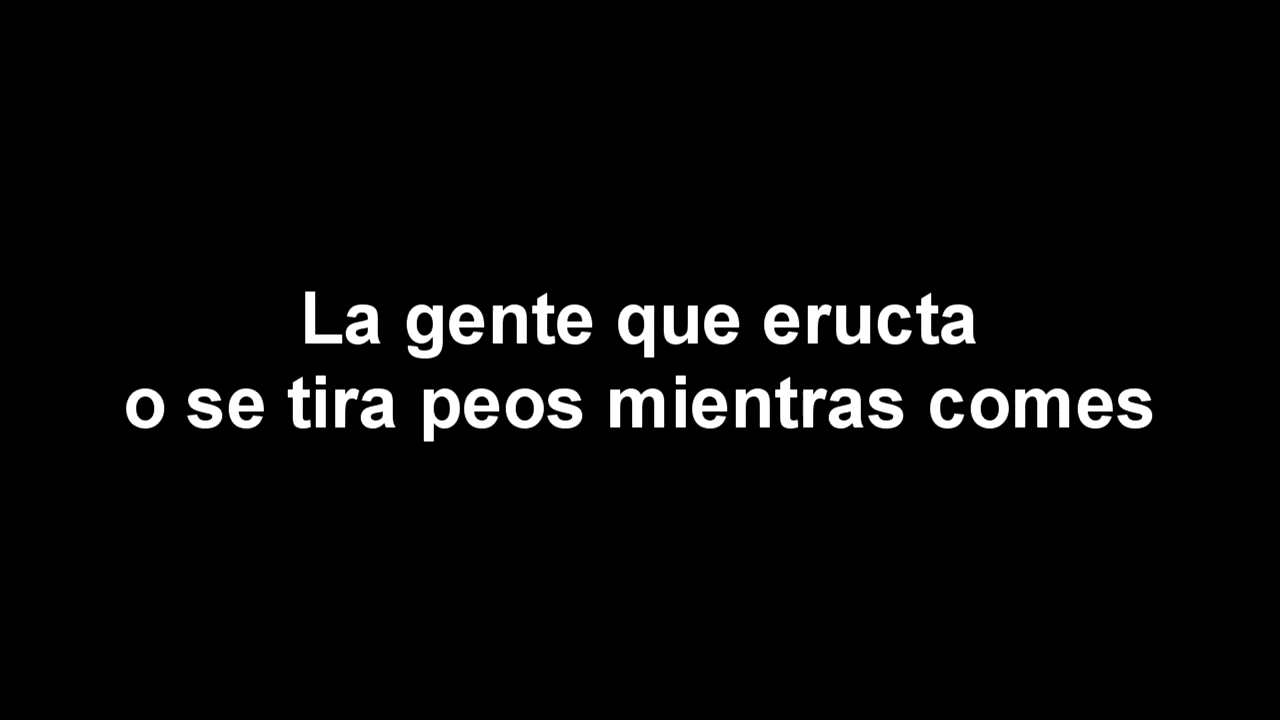 La gente que eructa
o se tira peos mientras comes